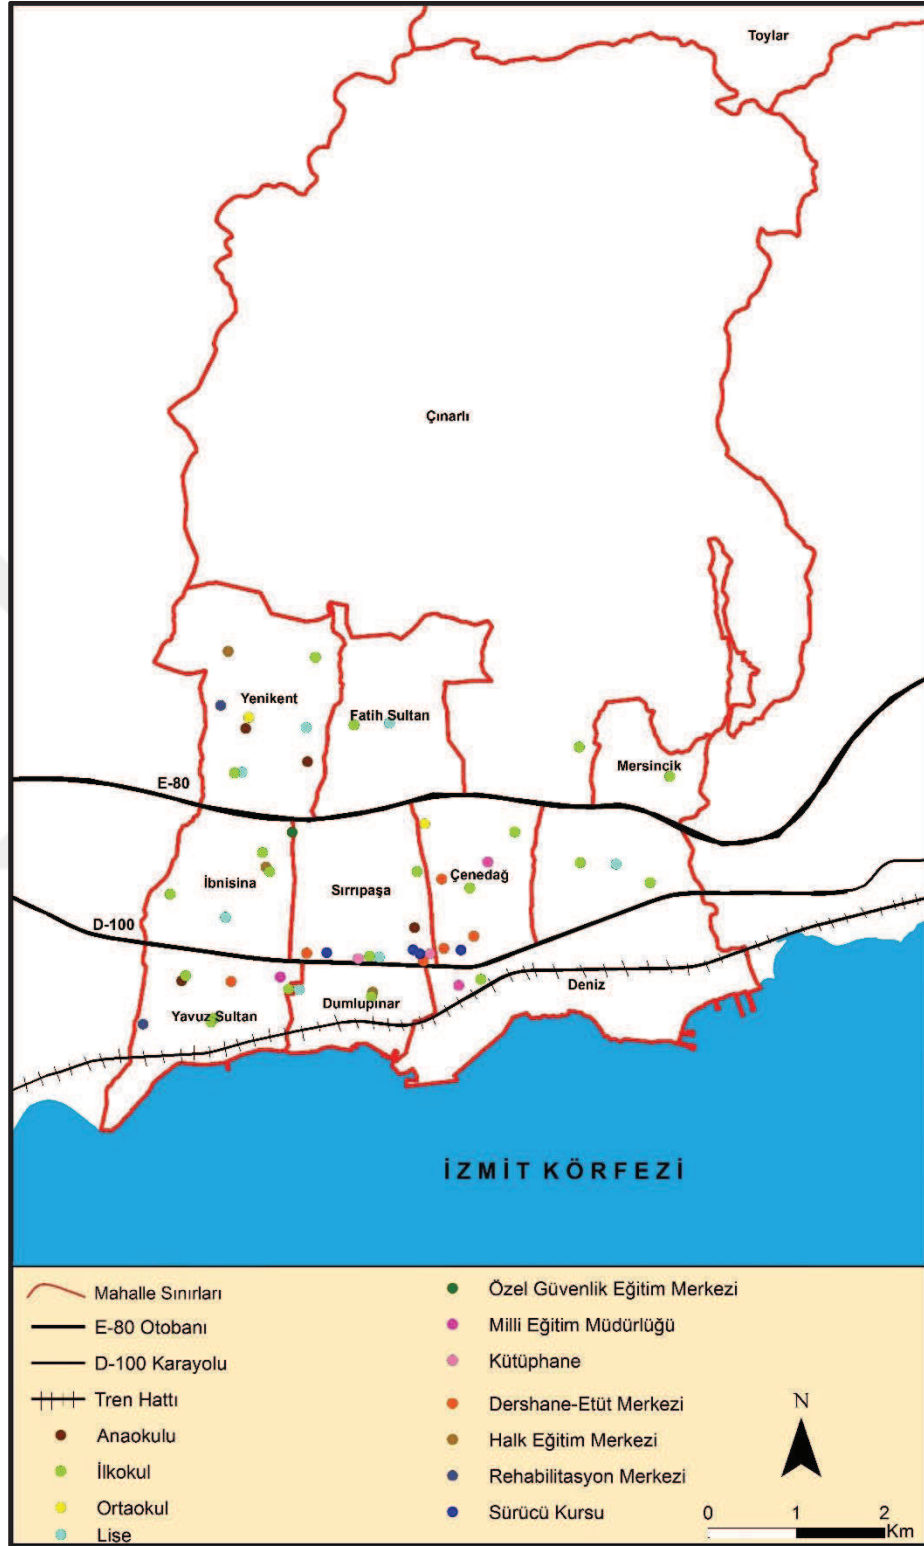 Toylar
Çınarlı
Yenikent
Fatih Sultan
Mersincik
E-80
İbnisina
Sırrıpaşa
Çenedağ
D-100
Deniz
Dumlupınar
Yavuz Sultan
İZMİT KÖRFEZİ
Mahalle Sınırları
E-80 Otobanı
D-100 Karayolu
Tren Hattı
Anaokulu
İlkokul
Ortaokul
Lise
Özel Güvenlik Eğitim Merkezi
Milli Eğitim Müdürlüğü
Kütüphane
Dershane-Etüt Merkezi
Halk Eğitim Merkezi
Rehabilitasyon Merkezi
Sürücü Kursu
N
0 1 2
Km